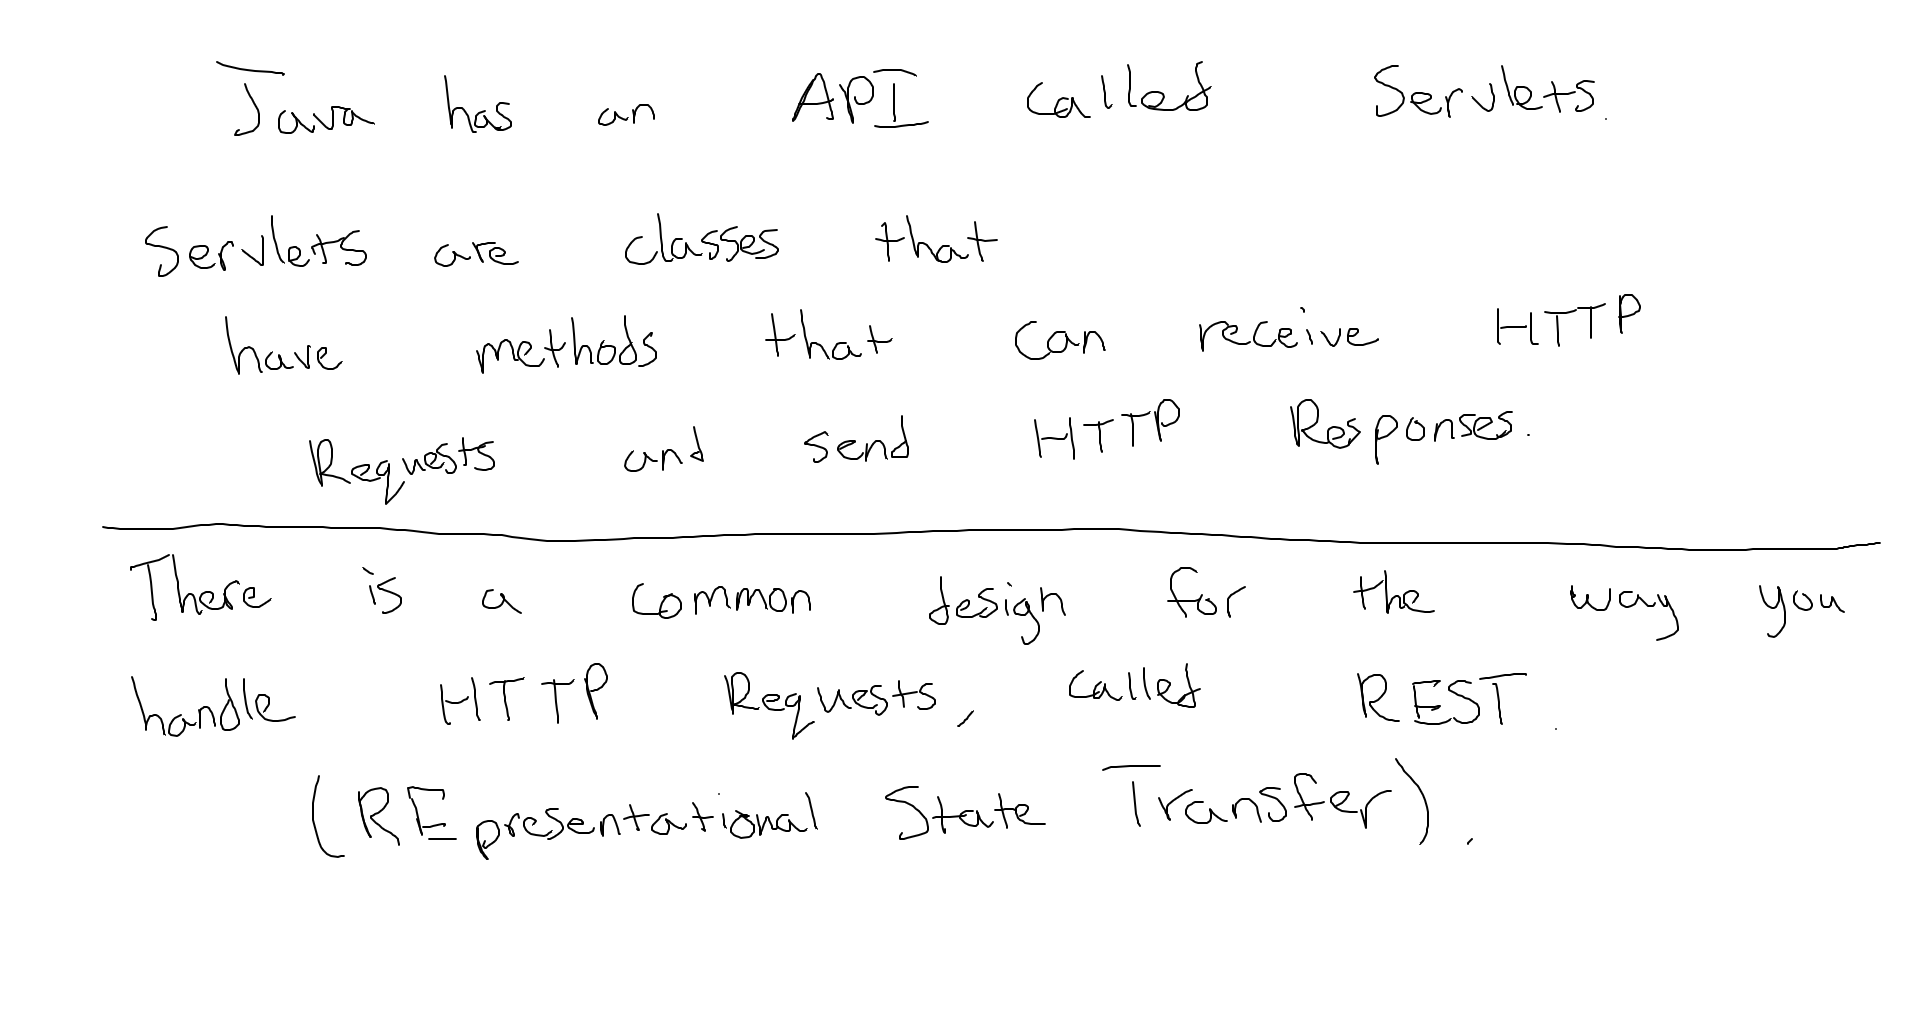 Java has an API called Servlets.
Servlets are classes that
have methods that can receive HTTP
Requests and send HTTP Responses.
There is a common design for the way you
handle HTTP Requests, called REST.
(REpresentational State Transfer).